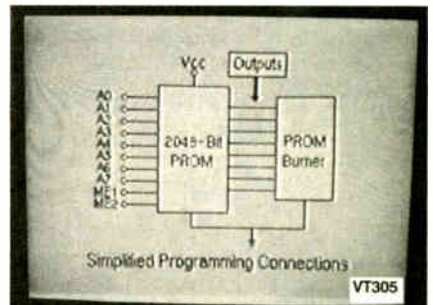 Vcc
Outputs
A0
A1
A2
A3
A4
A5
A6
A7
ME1
ME2
2048-Bit
PROM
PROM
Burner
Simplified Programming Connections
VT305